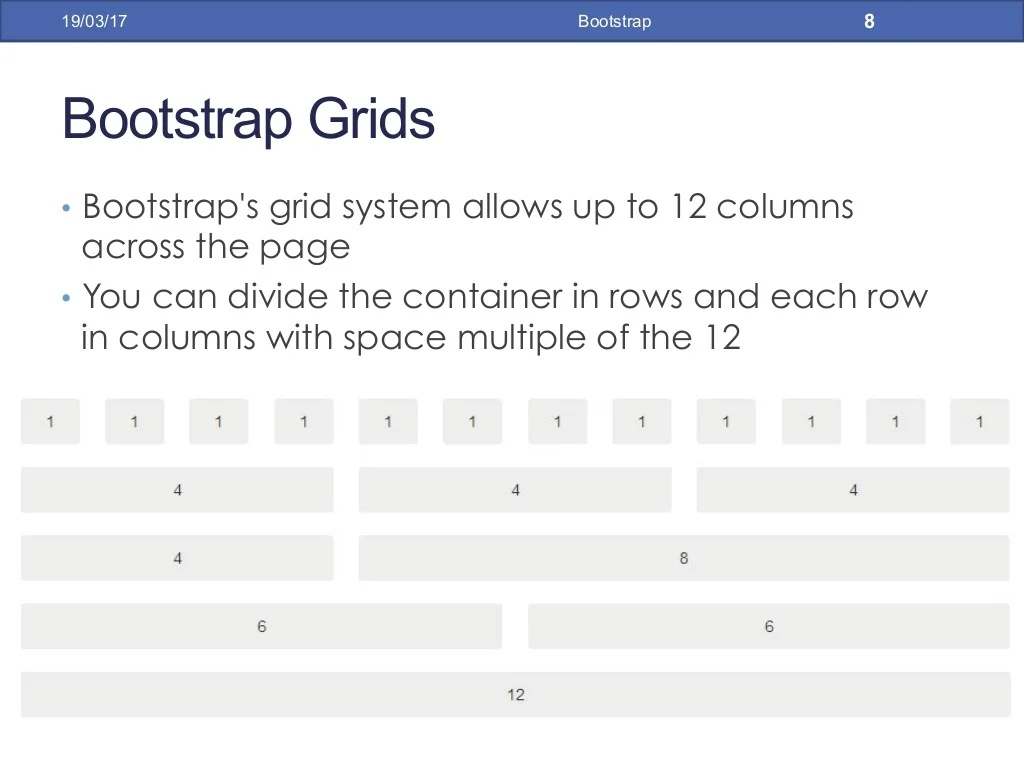 19/03/17 Bootstrap 8
Bootstrap Grids
• Bootstrap's grid system allows up to 12 columns
across the page
• You can divide the container in rows and each row
in columns with space multiple of the 12
1 1 1 1 1 1 1 1 1 1 1 1
4 4 4
4 8
6 6
12